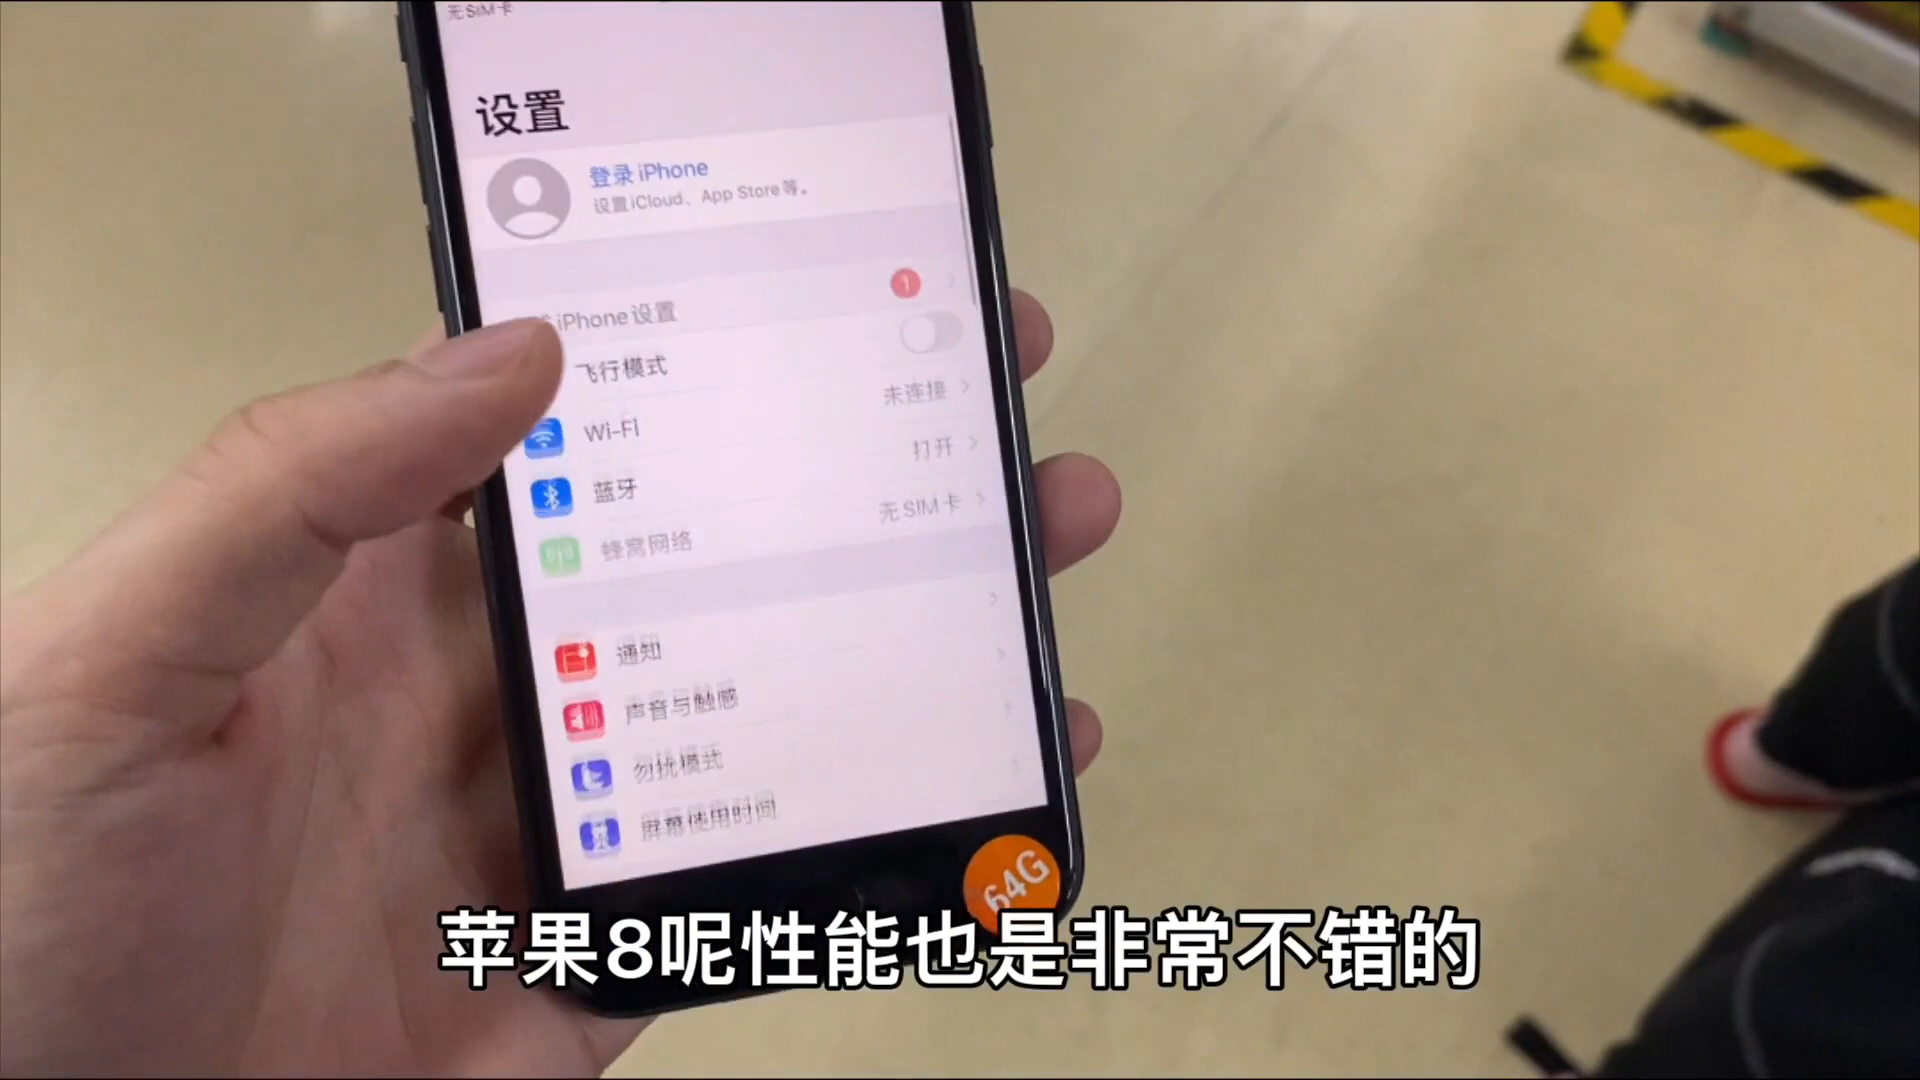 无SIM卡
设置
登录iPhone
设置iCloud、App Store等。
iPhone设置
1
飞行模式
Wi-Fi
未连接
蓝牙
打开
蜂窝网络
无SIM卡
通知
声音与触感
勿扰模式
屏幕使用时间
64G
苹果8呢性能也是非常不错的